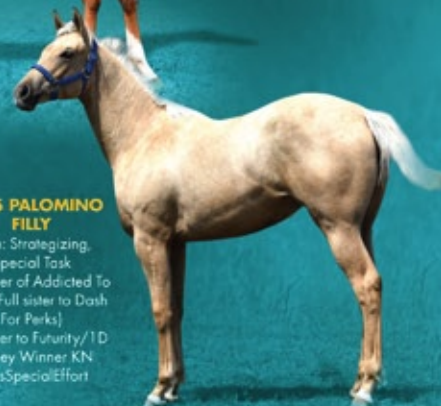 PALOMINO
FILLY
: Strategizing,
pecial Task
er of Addicted To
Full sister to Dash
For Perks)
er to Futurity/1D
ey Winner KN
sSpecialEffort